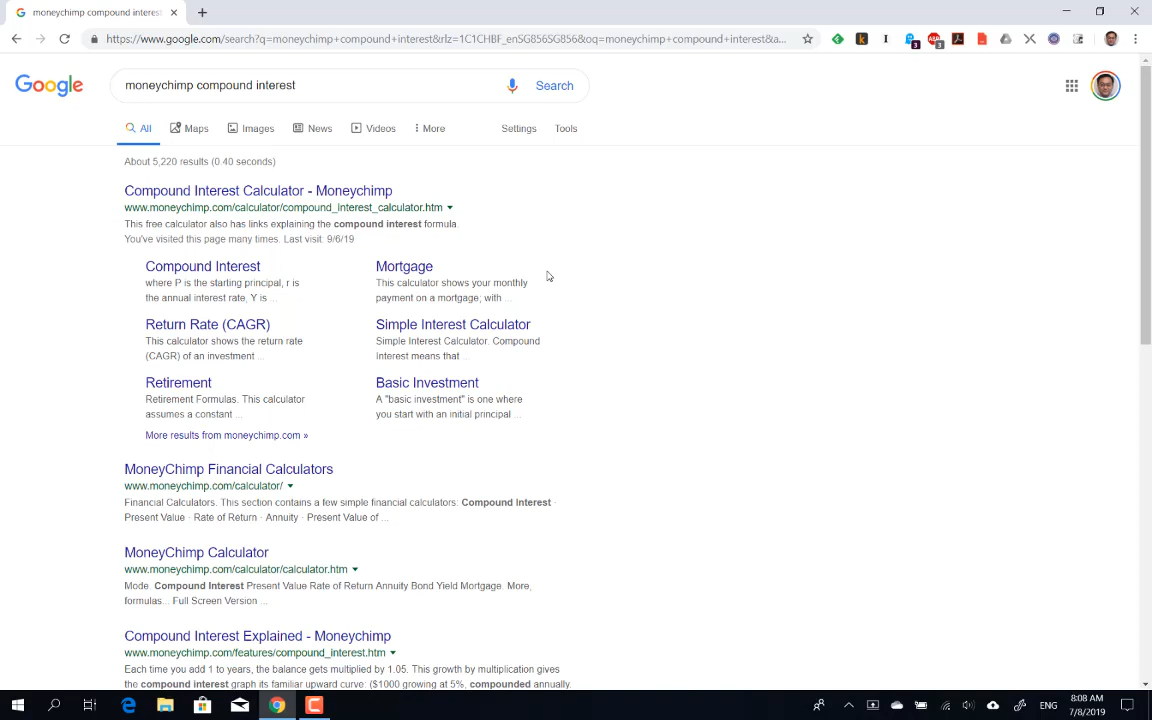 moneychimp compound interest
https://www.google.com/search?q=moneychimp+compound+interest&rlz=1C1CHBF_enSG856SG856&oq=moneychimp+compound+interest&a...
3
ABP
3
Google
moneychimp compound interest
Search
All
Maps
Images
News
Videos
More
Settings
Tools
About 5,220 results (0.40 seconds)
Compound Interest Calculator - Moneychimp
www.moneychimp.com/calculator/compound_interest_calculator.htm
This free calculator also has links explaining the compound interest formula.
You've visited this page many times. Last visit: 9/6/19
Compound Interest
where P is the starting principal, r is
the annual interest rate, Y is ...
Mortgage
This calculator shows your monthly
payment on a mortgage; with ...
Return Rate (CAGR)
This calculator shows the return rate
(CAGR) of an investment ...
Simple Interest Calculator
Simple Interest Calculator. Compound
Interest means that ...
Retirement
Retirement Formulas. This calculator
assumes a constant ...
Basic Investment
A "basic investment" is one where
you start with an initial principal ...
More results from moneychimp.com »
MoneyChimp Financial Calculators
www.moneychimp.com/calculator/
Financial Calculators. This section contains a few simple financial calculators: Compound Interest ·
Present Value · Rate of Return · Annuity · Present Value of ...
MoneyChimp Calculator
www.moneychimp.com/calculator/calculator.htm
Mode. Compound Interest Present Value Rate of Return Annuity Bond Yield Mortgage. More,
formulas... Full Screen Version ...
Compound Interest Explained - Moneychimp
www.moneychimp.com/features/compound_interest.htm
Each time you add 1 to years, the balance gets multiplied by 1.05. This growth by multiplication gives
the compound interest graph its familiar upward curve: ($1000 growing at 5%, compounded annually.
ENG
8:08 AM
7/8/2019